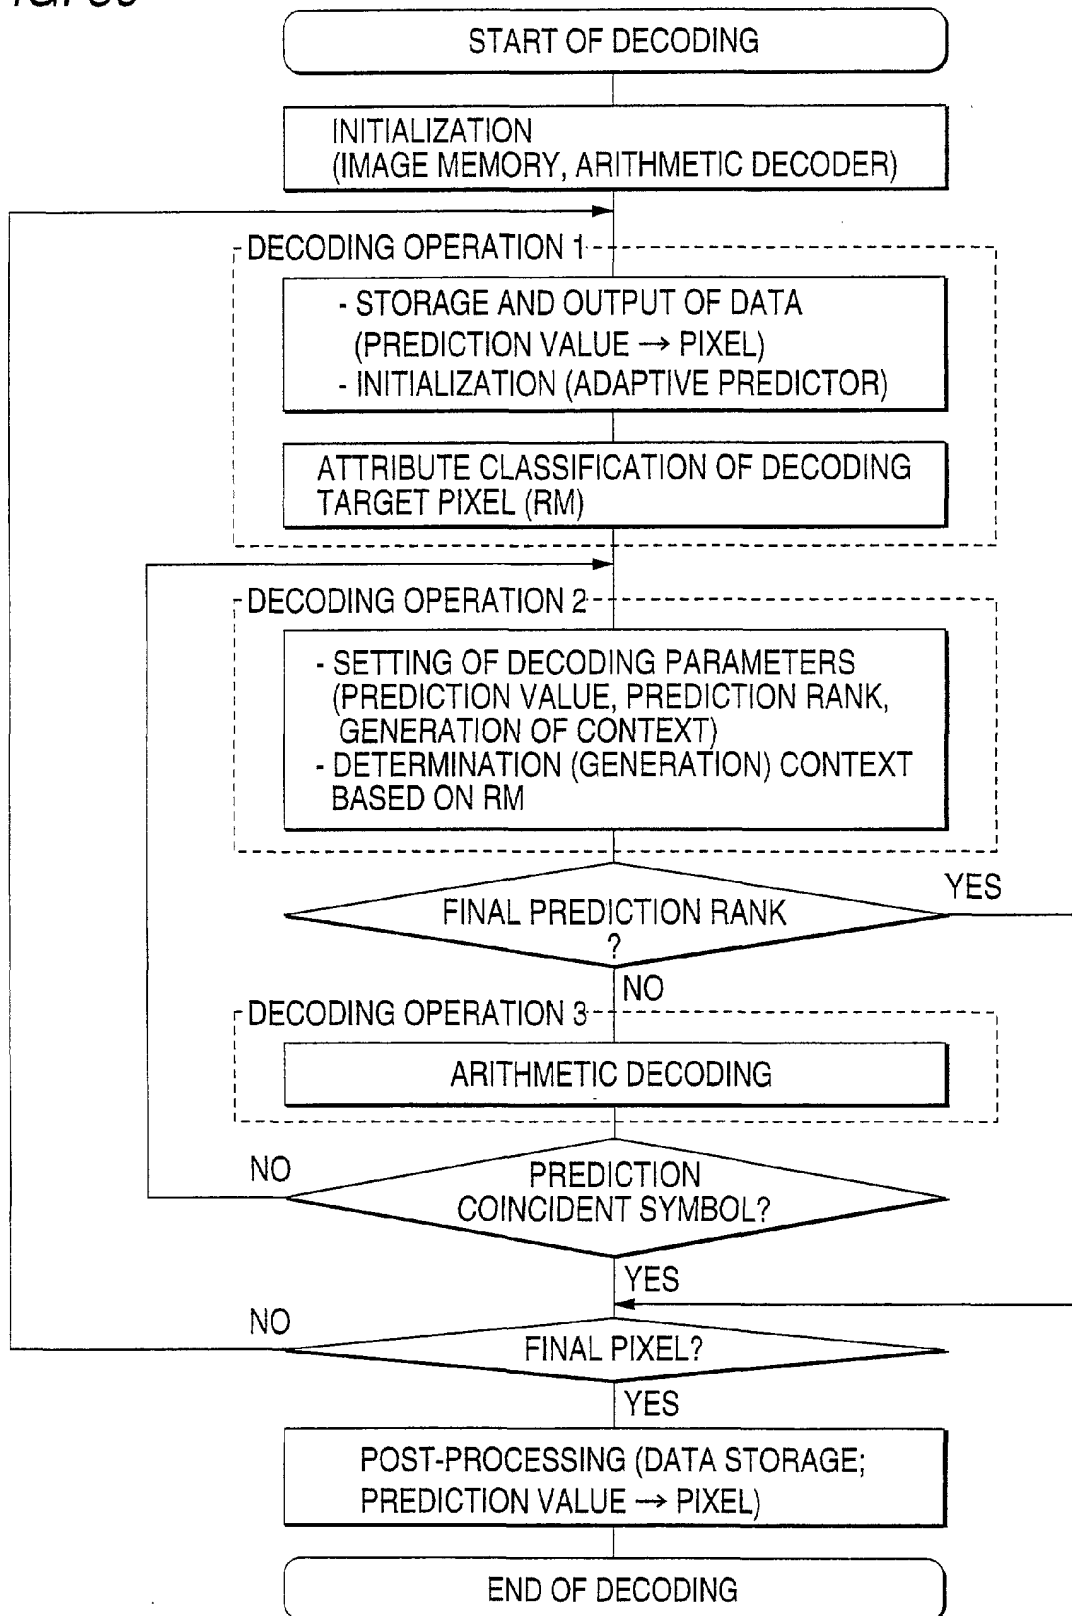 START OF DECODING
INITIALIZATION
(IMAGE MEMORY, ARITHMETIC DECODER)
DECODING OPERATION 1
- STORAGE AND OUTPUT OF DATA
(PREDICTION VALUE → PIXEL)
- INITIALIZATION (ADAPTIVE PREDICTOR)
ATTRIBUTE CLASSIFICATION OF DECODING
TARGET PIXEL (RM)
DECODING OPERATION 2
- SETTING OF DECODING PARAMETERS
(PREDICTION VALUE, PREDICTION RANK,
GENERATION OF CONTEXT)
- DETERMINATION (GENERATION) CONTEXT
BASED ON RM
YES
FINAL PREDICTION RANK
?
NO
DECODING OPERATION 3
ARITHMETIC DECODING
NO
PREDICTION
COINCIDENT SYMBOL?
YES
NO
FINAL PIXEL?
YES
POST-PROCESSING (DATA STORAGE;
PREDICTION VALUE → PIXEL)
END OF DECODING